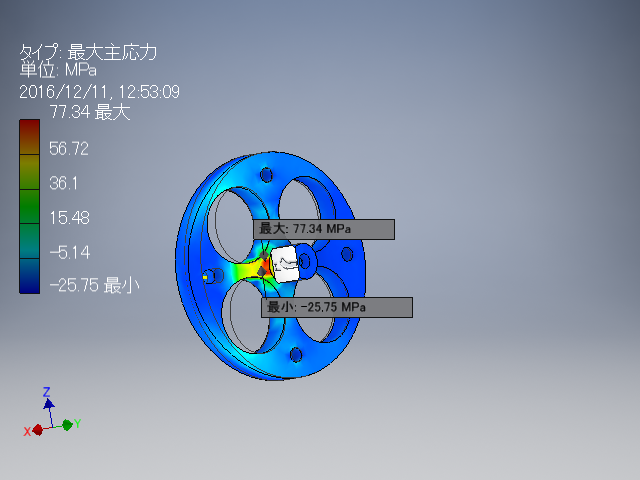 タイプ: 最大主応力
単位: MPa
2016/12/11, 12:53:09
77.34 最大
56.72
36.1
15.48
-5.14
-25.75 最小
最大: 77.34 MPa
最小: -25.75 MPa
Z
X
Y